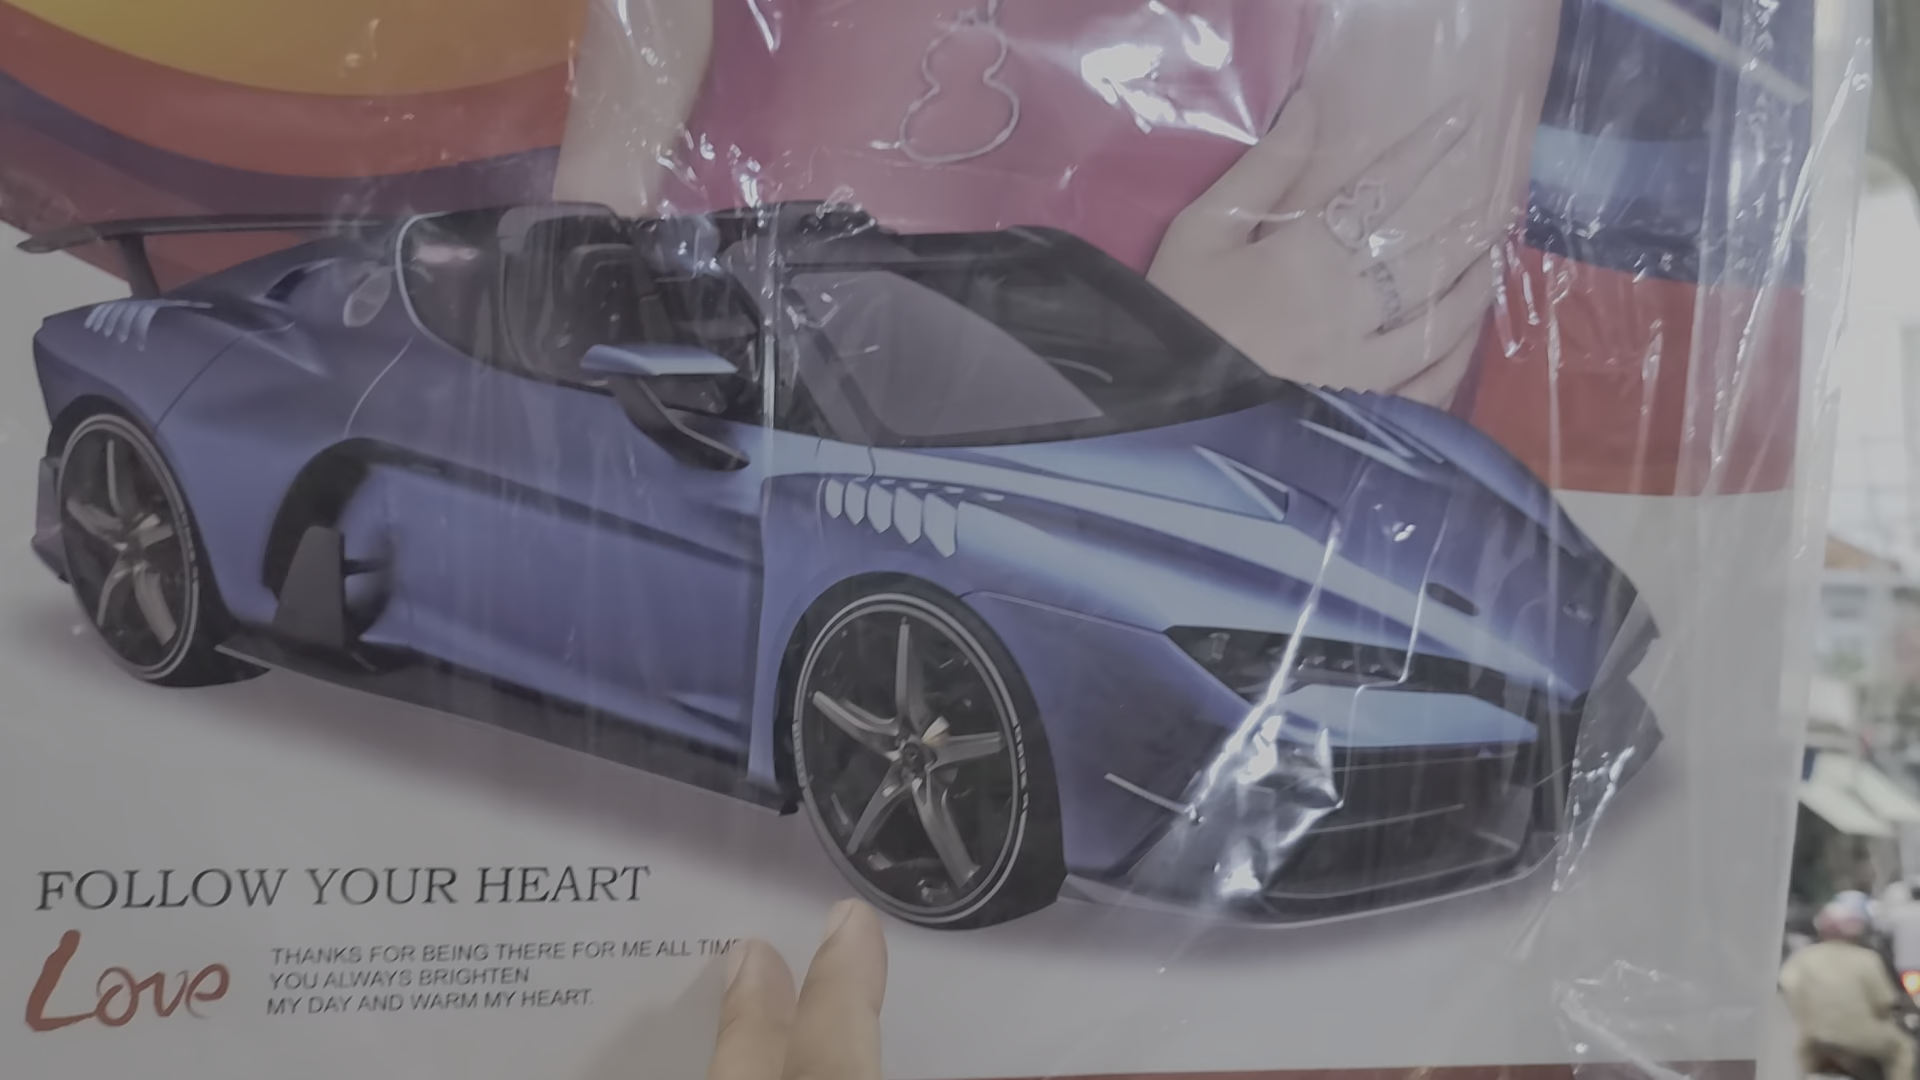 FOLLOW YOUR HEART
Love
THANKS FOR BEING THERE FOR ME ALL TIME
YOU ALWAYS BRIGHTEN
MY DAY AND WARM MY HEART.